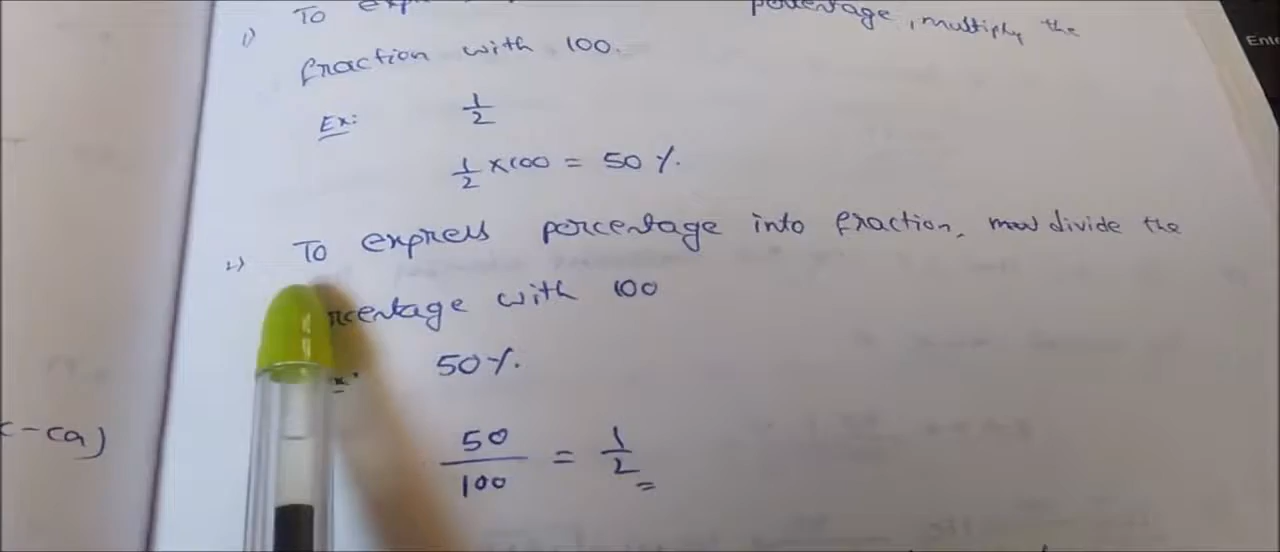 1) To percentage, multiply the
fraction with 100.
Ex: 1/2
1/2 × 100 = 50 %.
2) To express percentage into fraction, divide the
rcentage with 100
50 %.
50/100 = 1/2